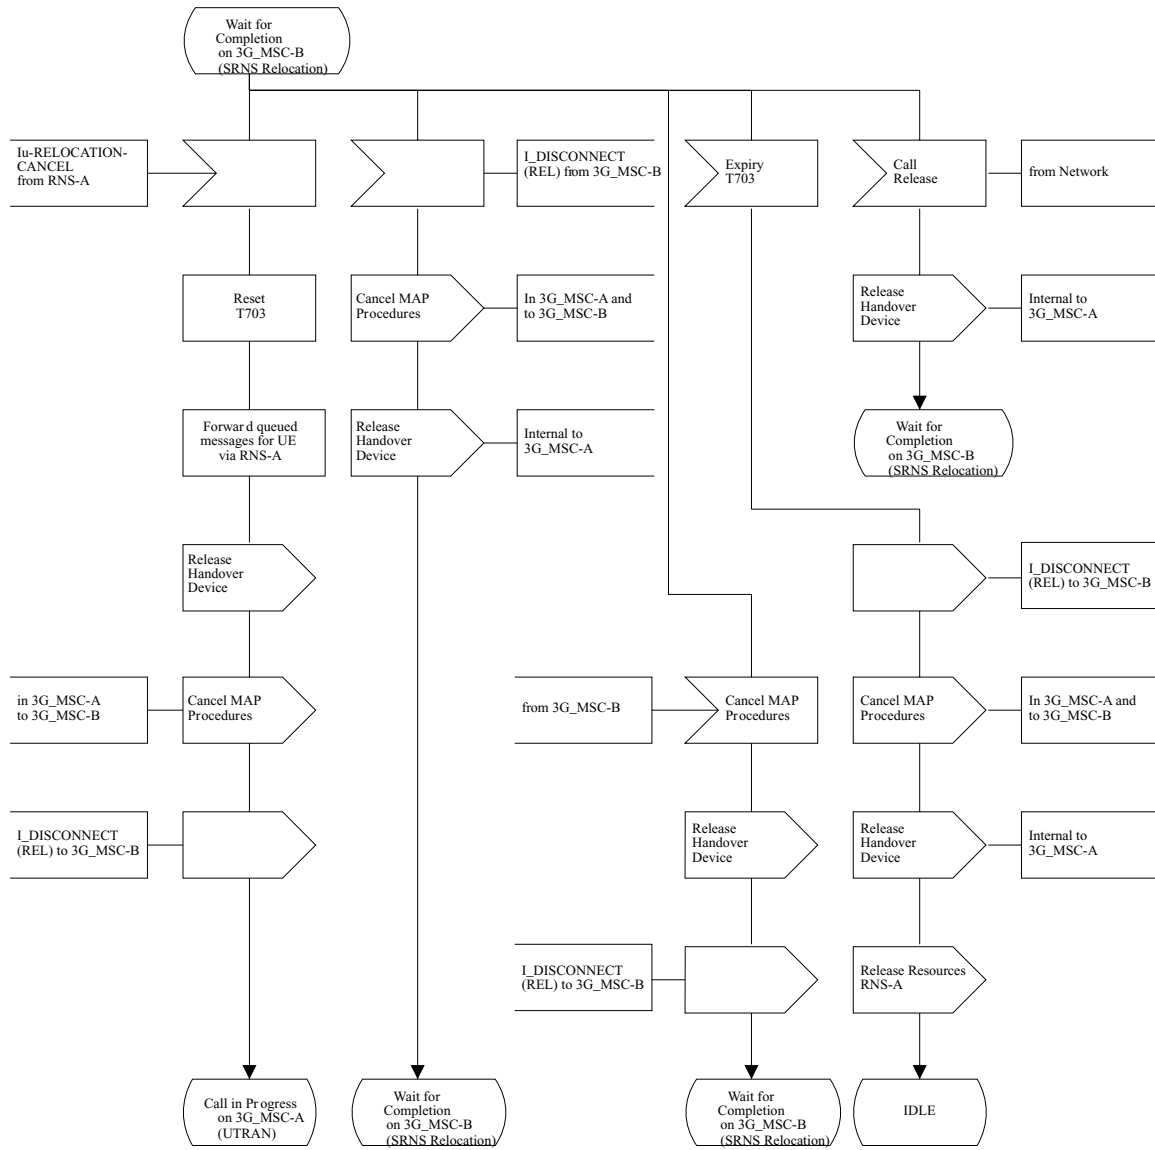 Wait for
Completion
on 3G_MSC-B
(SRNS Relocation)
Iu-RELOCATION-
CANCEL
from RNS-A
I_DISCONNECT
(REL) from 3G_MSC-B
Expiry
T703
Call
Release
from Network
Reset
T703
Cancel MAP
Procedures
In 3G_MSC-A and
to 3G_MSC-B
Release
Handover
Device
Internal to
3G_MSC-A
Forward queued
messages for UE
via RNS-A
Release
Handover
Device
Internal to
3G_MSC-A
Wait for
Completion
on 3G_MSC-B
(SRNS Relocation)
Release
Handover
Device
I_DISCONNECT
(REL) to 3G_MSC-B
in 3G_MSC-A
to 3G_MSC-B
Cancel MAP
Procedures
from 3G_MSC-B
Cancel MAP
Procedures
Cancel MAP
Procedures
In 3G_MSC-A and
to 3G_MSC-B
I_DISCONNECT
(REL) to 3G_MSC-B
Release
Handover
Device
Release
Handover
Device
Internal to
3G_MSC-A
I_DISCONNECT
(REL) to 3G_MSC-B
Release Resources
RNS-A
Call in Progress
on 3G_MSC-A
(UTRAN)
Wait for
Completion
on 3G_MSC-B
(SRNS Relocation)
Wait for
Completion
on 3G_MSC-B
(SRNS Relocation)
IDLE